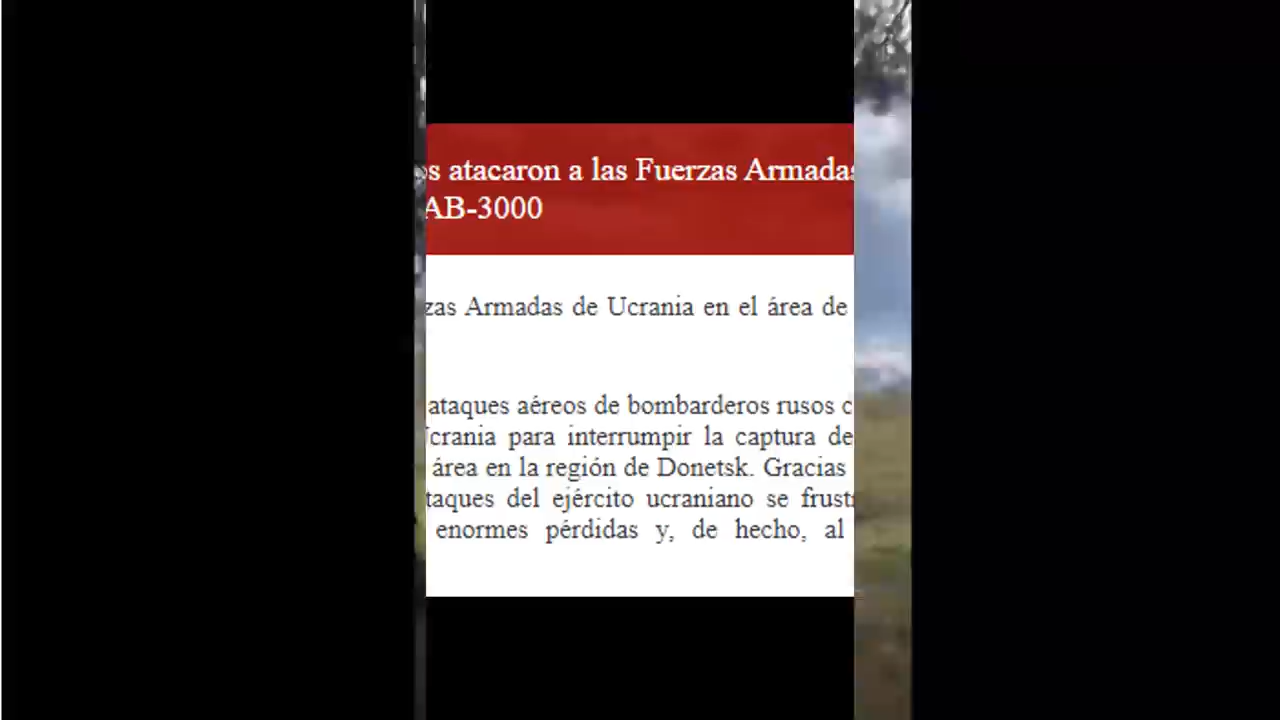 s atacaron a las Fuerzas Armadas
AB-3000
zas Armadas de Ucrania en el área de
ataques aéreos de bombarderos rusos c
crania para interrumpir la captura de
área en la región de Donetsk. Gracias
taques del ejército ucraniano se frust
enormes pérdidas y, de hecho, al